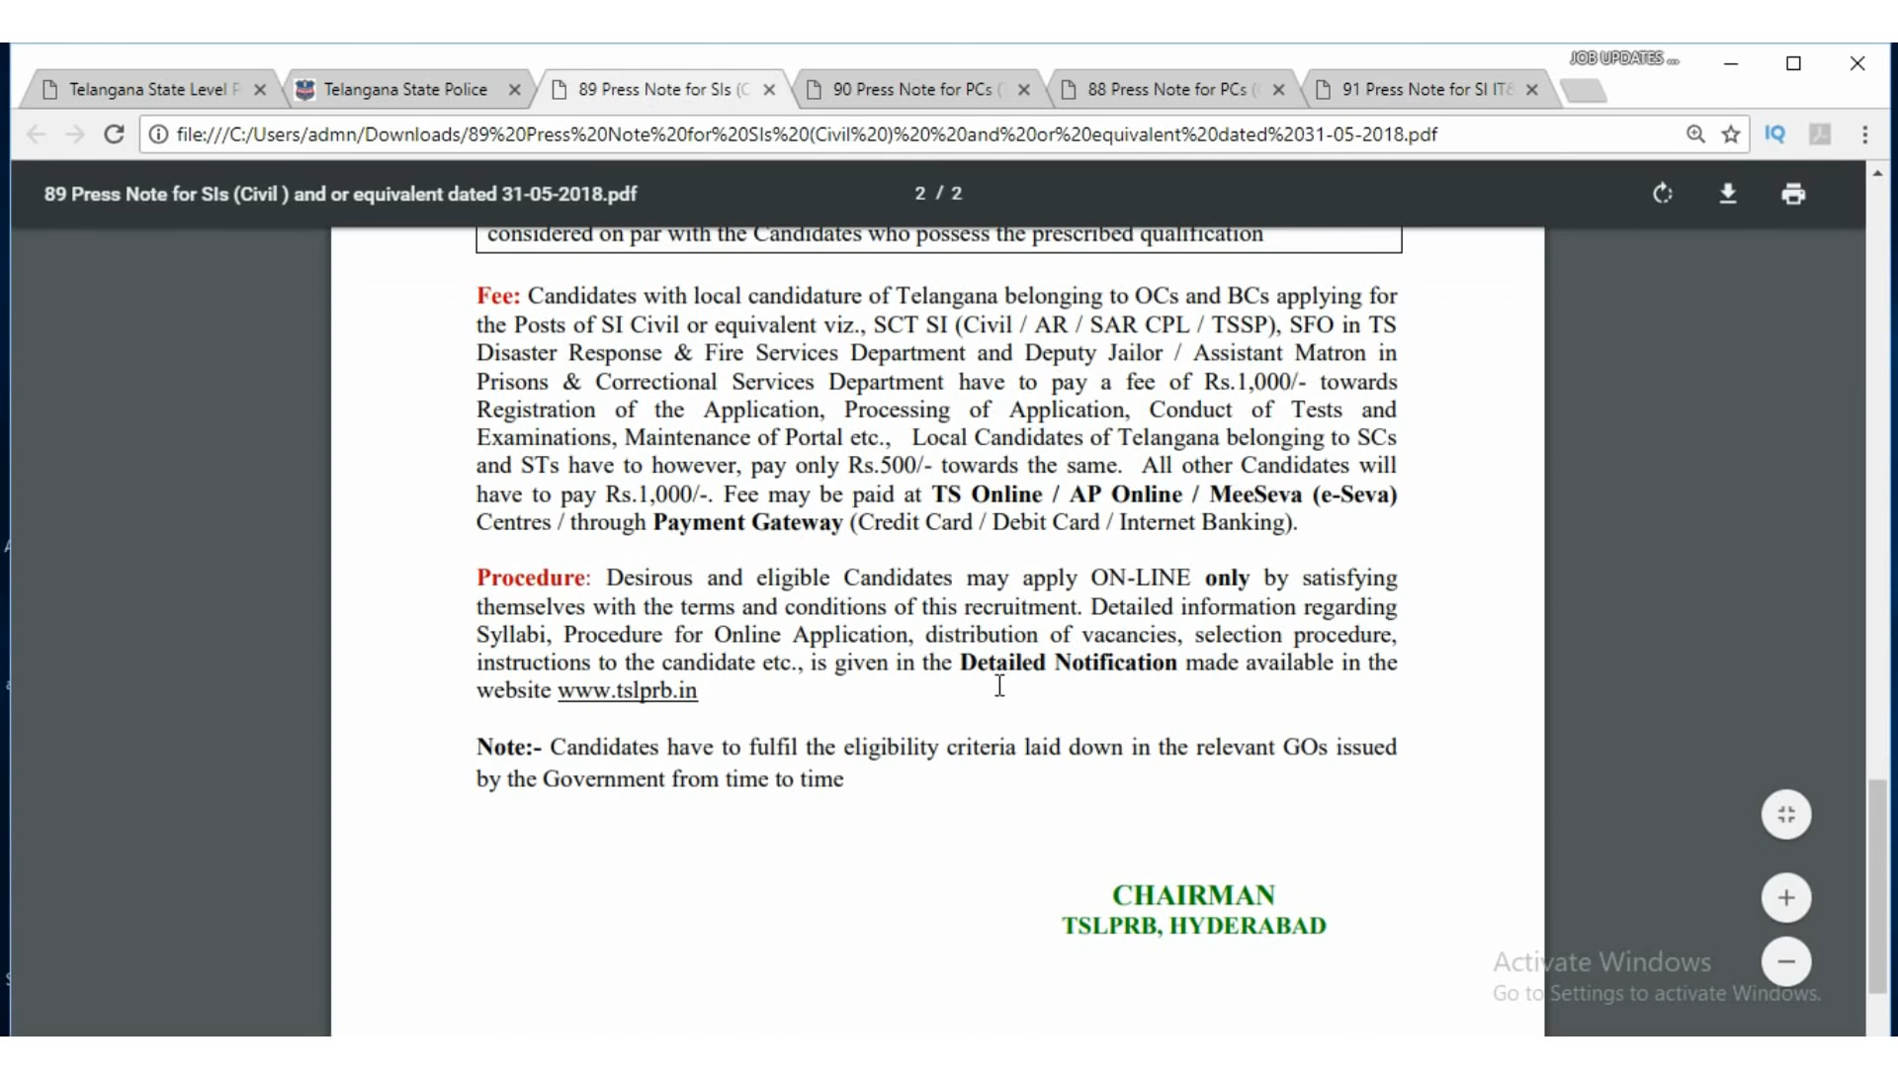 JOB UPDATES ...
Telangana State Level P
Telangana State Police
89 Press Note for SIs (C
90 Press Note for PCs (
88 Press Note for PCs (
91 Press Note for SI IT&
file:///C:/Users/admn/Downloads/89%20Press%20Note%20for%20SIs%20(Civil%20)%20%20and%20or%20equivalent%20dated%2031-05-2018.pdf
IQ
89 Press Note for SIs (Civil ) and or equivalent dated 31-05-2018.pdf
2 / 2
considered on par with the Candidates who possess the prescribed qualification
Fee: Candidates with local candidature of Telangana belonging to OCs and BCs applying for
the Posts of SI Civil or equivalent viz., SCT SI (Civil / AR / SAR CPL / TSSP), SFO in TS
Disaster Response & Fire Services Department and Deputy Jailor / Assistant Matron in
Prisons & Correctional Services Department have to pay a fee of Rs.1,000/- towards
Registration of the Application, Processing of Application, Conduct of Tests and
Examinations, Maintenance of Portal etc., Local Candidates of Telangana belonging to SCs
and STs have to however, pay only Rs.500/- towards the same. All other Candidates will
have to pay Rs.1,000/-. Fee may be paid at TS Online / AP Online / MeeSeva (e-Seva)
Centres / through Payment Gateway (Credit Card / Debit Card / Internet Banking).
Procedure: Desirous and eligible Candidates may apply ON-LINE only by satisfying
themselves with the terms and conditions of this recruitment. Detailed information regarding
Syllabi, Procedure for Online Application, distribution of vacancies, selection procedure,
instructions to the candidate etc., is given in the Detailed Notification made available in the
website www.tslprb.in
Note:- Candidates have to fulfil the eligibility criteria laid down in the relevant GOs issued
by the Government from time to time
CHAIRMAN
TSLPRB, HYDERABAD
Activate Windows
Go to Settings to activate Windows.